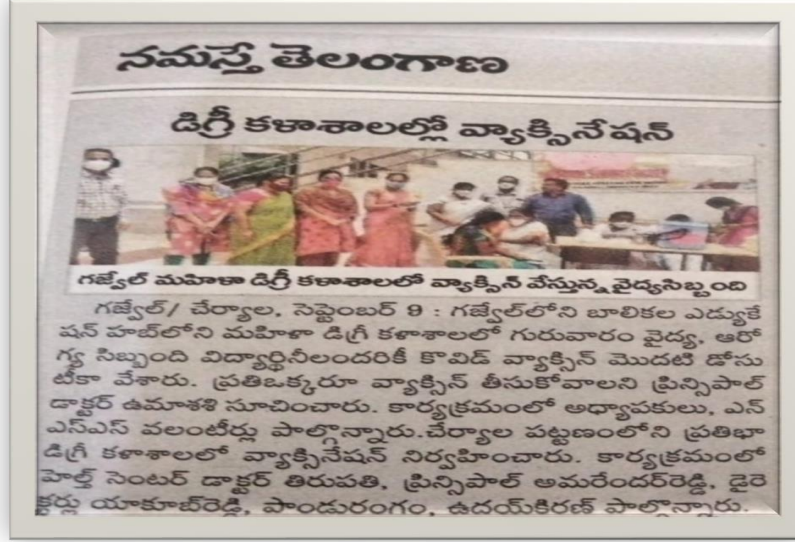 నమస్తే తెలంగాణ
డిగ్రీ కళాశాలల్లో వ్యాక్సినేషన్
గజ్వేల్ మహిళా డిగ్రీ కళాశాలలో వ్యాక్సిన్ వేస్తున్న వైద్యసిబ్బంది
గజ్వేల్/ చేర్యాల, సెప్టెంబర్ 9 : గజ్వేల్‌లోని బాలికల ఎడ్యుకే
షన్ హబ్‌లోని మహిళా డిగ్రీ కళాశాలలో గురువారం వైద్య, ఆరో
గ్య సిబ్బంది విద్యార్థినీలందరికీ కొవిడ్ వ్యాక్సిన్ మొదటి డోసు
టీకా వేశారు. ప్రతిఒక్కరూ వ్యాక్సిన్ తీసుకోవాలని ప్రిన్సిపాల్
డాక్టర్ ఉమాశశి సూచించారు. కార్యక్రమంలో అధ్యాపకులు, ఎన్
ఎస్ఎస్ వలంటీర్లు పాల్గొన్నారు.చేర్యాల పట్టణంలోని ప్రతిభా
డిగ్రీ కళాశాలలో వ్యాక్సినేషన్ నిర్వహించారు. కార్యక్రమంలో
హెల్త్ సెంటర్ డాక్టర్ తిరుపతి, ప్రిన్సిపాల్ అమరేందర్‌రెడ్డి, డైరె
క్టర్లు యాకూబ్‌రెడ్డి, పాండురంగం, ఉదయ్‌కిరణ్ పాల్గొన్నారు.